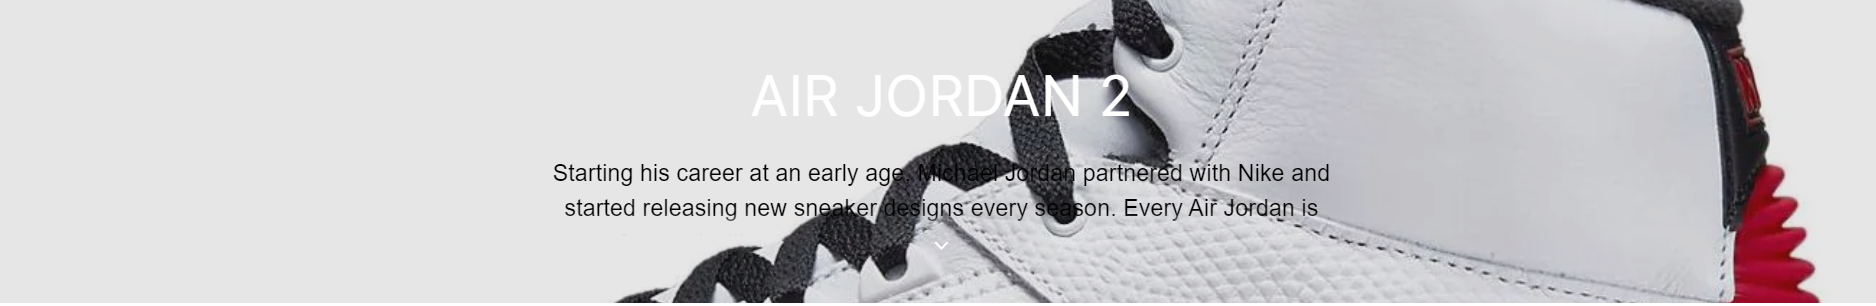 AIR JORDAN 2
Starting his career at an early age, Michael Jordan partnered with Nike and
started releasing new sneaker designs every season. Every Air Jordan is